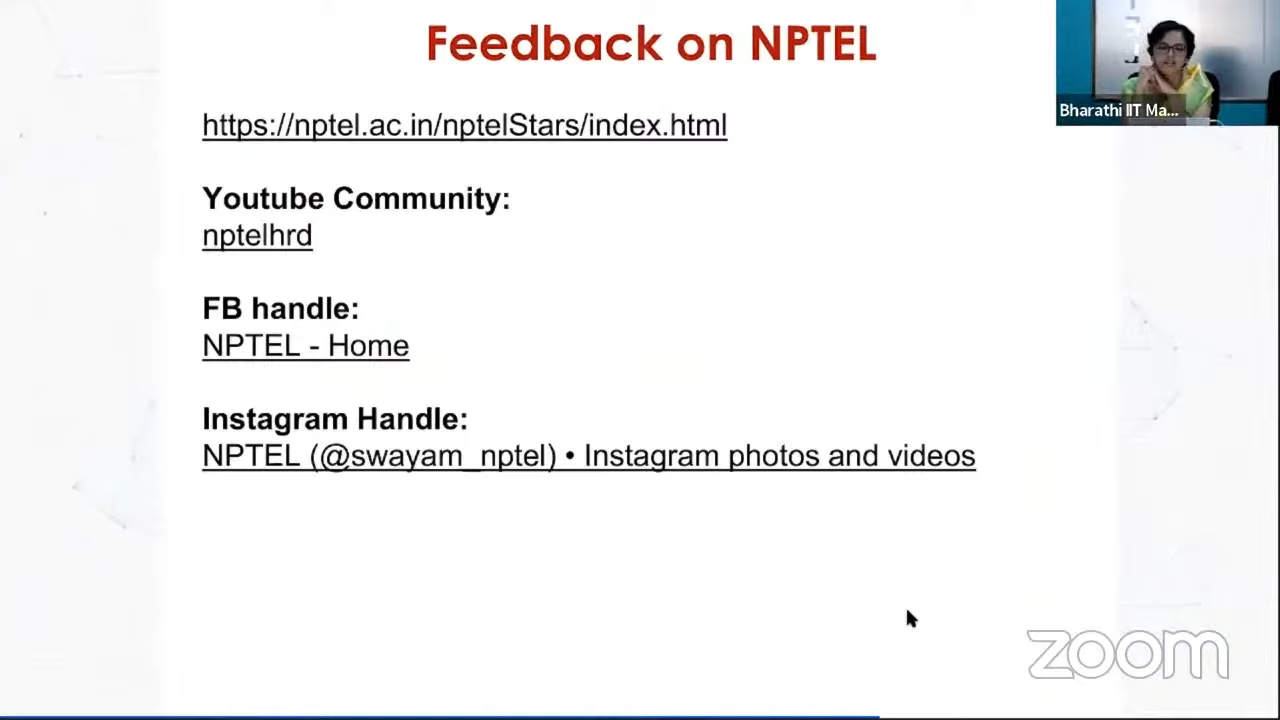 Feedback on NPTEL
https://nptel.ac.in/nptelStars/index.html
Youtube Community:
nptelhrd
FB handle:
NPTEL - Home
Instagram Handle:
NPTEL (@swayam_nptel) • Instagram photos and videos
Bharathi IIT Ma...
zoom